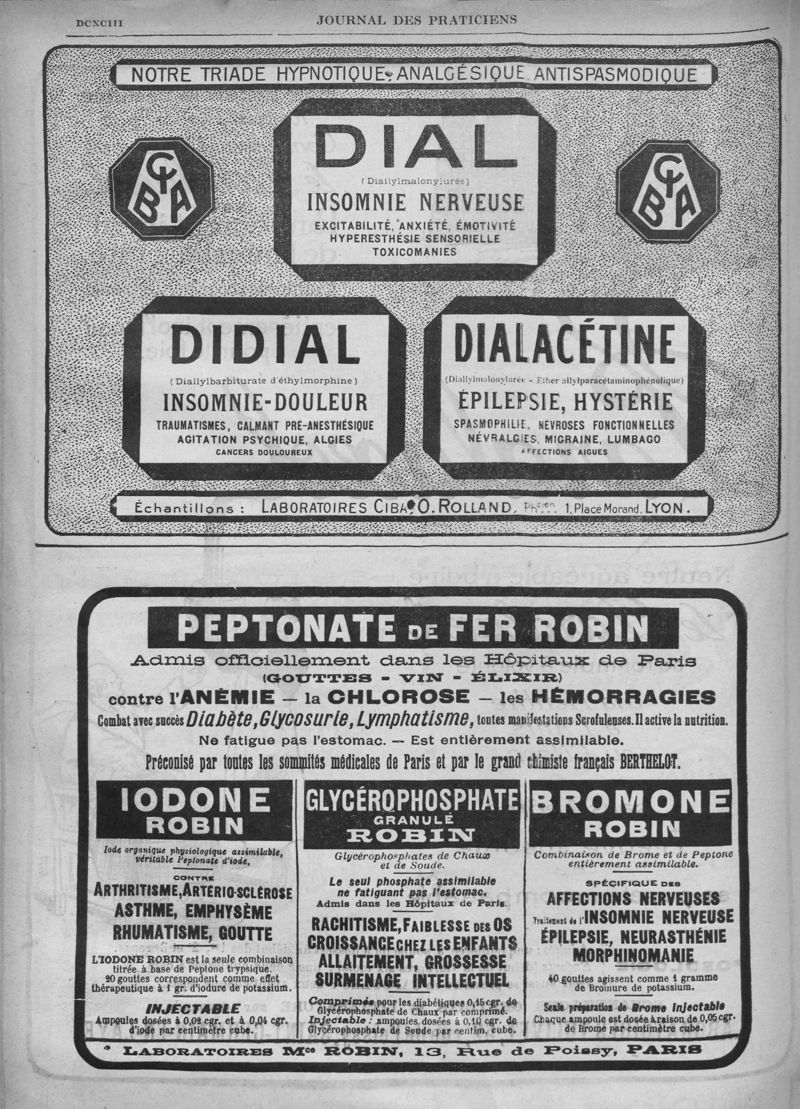 DCXCIII
JOURNAL DES PRATICIENS
NOTRE TRIADE HYPNOTIQUE-ANALGÉSIQUE ANTISPASMODIQUE
CIBA
DIAL
(Diallylmalonylurée)
INSOMNIE NERVEUSE
EXCITABILITÉ, ANXIÉTÉ, ÉMOTIVITÉ
HYPERESTHÉSIE SENSORIELLE
TOXICOMANIES
CIBA
DIDIAL
(Diallylbarbiturate d'éthylmorphine)
INSOMNIE-DOULEUR
TRAUMATISMES, CALMANT PRÉ-ANESTHÉSIQUE
AGITATION PSYCHIQUE, ALGIES
CANCERS DOULOUREUX
DIALACÉTINE
(Diallylmalonylurée - Ether allylparacétaminophénolique)
ÉPILEPSIE, HYSTÉRIE
SPASMOPHILIE, NÉVROSES FONCTIONNELLES
NÉVRALGIES, MIGRAINE, LUMBAGO
AFFECTIONS AIGUES
Échantillons : LABORATOIRES CIBA, O. ROLLAND, 1, Place Morand. LYON.
PEPTONATE DE FER ROBIN
Admis officiellement dans les Hôpitaux de Paris
(GOUTTES - VIN - ÉLIXIR)
contre l'ANÉMIE — la CHLOROSE — les HÉMORRAGIES
Combat avec succès Diabète, Glycosurie, Lymphatisme, toutes manifestations Scrofulenses. Il active la nutrition.
Ne fatigue pas l'estomac. — Est entièrement assimilable.
Préconisé par toutes les sommités médicales de Paris et par le grand chimiste français BERTHELOT.
IODONE
ROBIN
Iode organique physiologique assimilable,
véritable Peptonate d'iode,
CONTRE
ARTHRITISME, ARTÉRIO-SCLÉROSE
ASTHME, EMPHYSÈME
RHUMATISME, GOUTTE
L'IODONE ROBIN est la seule combinaison
titrée à base de Peptone trypsique.
20 gouttes correspondent comme effet
thérapeutique à 1 gr. d'iodure de potassium.
INJECTABLE
Ampoules dosées à 0,02 cgr. et à 0,04 cgr.
d'iode par centimètre cube.
GLYCÉROPHOSPHATE
GRANULÉ
ROBIN
Glycérophosphates de Chaux
et de Soude.
Le seul phosphate assimilable
ne fatiguant pas l'estomac.
Admis dans les Hôpitaux de Paris.
RACHITISME, FAIBLESSE DES OS
CROISSANCE CHEZ LES ENFANTS
ALLAITEMENT, GROSSESSE
SURMENAGE INTELLECTUEL
Comprimés pour les diabétiques 0,15 cgr. de
Glycérophosphate de Chaux par comprimé.
Injectable : ampoules dosées à 0,10 cgr. de
Glycérophosphate de Soude par centim. cube.
BROMONE
ROBIN
Combinaison de Brome et de Peptone
entièrement assimilable.
SPÉCIFIQUE DES
AFFECTIONS NERVEUSES
Traitement de l'INSOMNIE NERVEUSE
ÉPILEPSIE, NEURASTHÉNIE
MORPHINOMANIE
40 gouttes agissent comme 1 gramme
de Bromure de potassium.
Seule préparation de Brome Injectable
Chaque ampoule est dosée à raison de 0,05 cgr.
de Brome par centimètre cube.
LABORATOIRES Mce ROBIN, 13, Rue de Poissy, PARIS